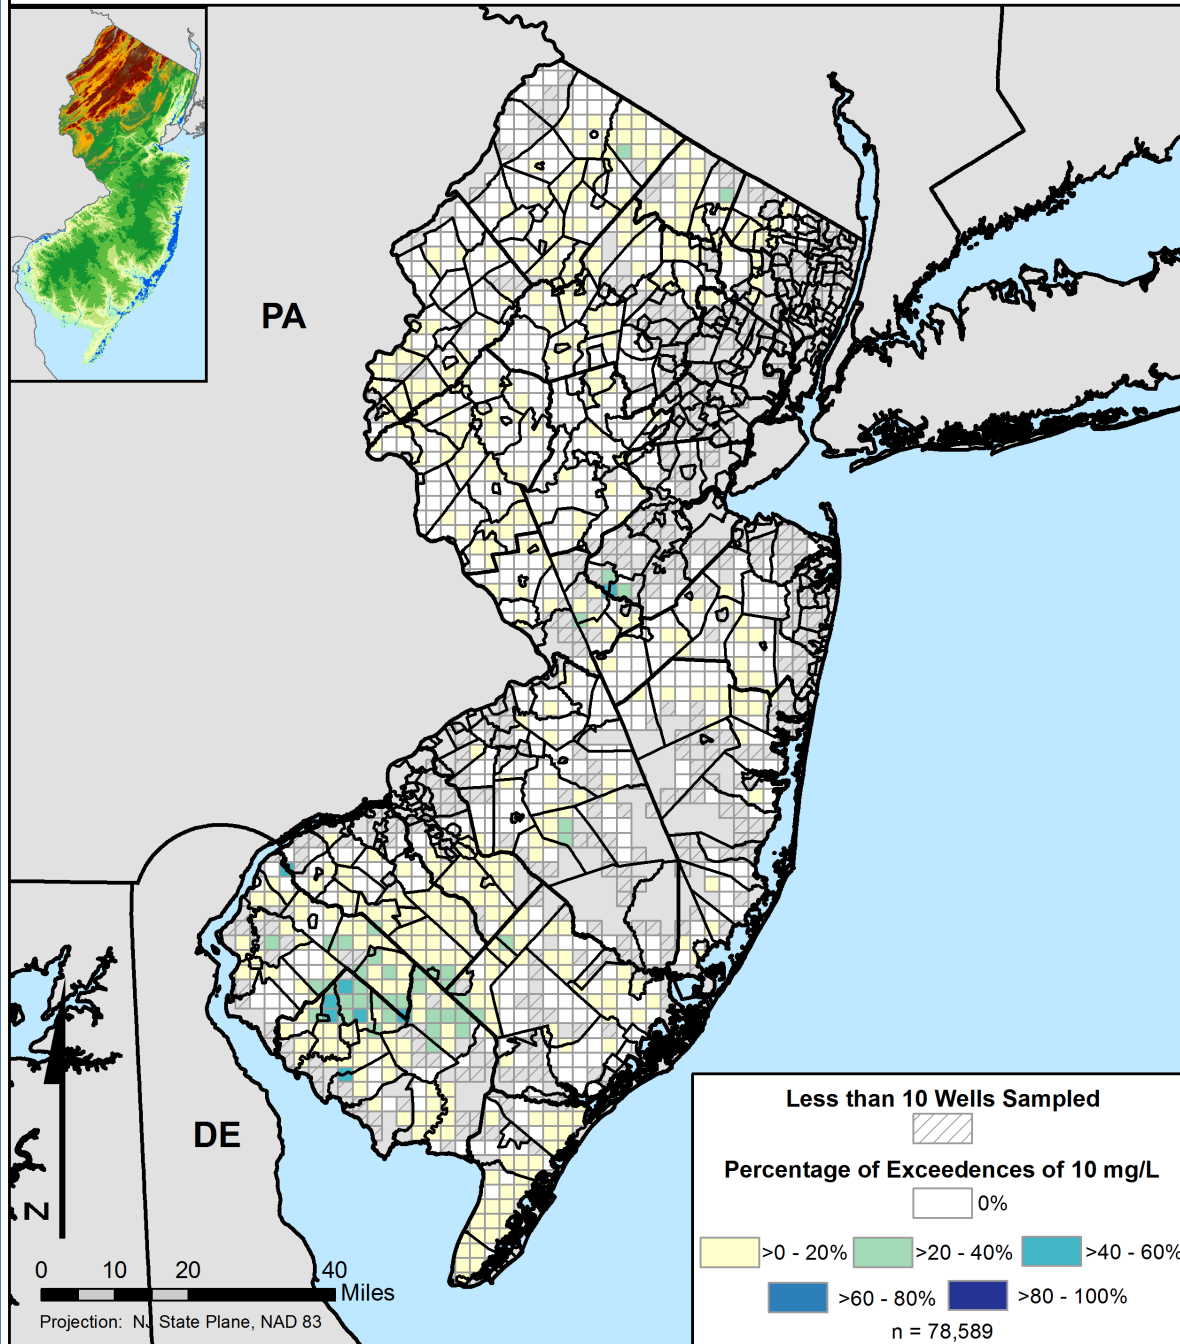 PA
DE
N
0 10 20 40
Miles
Projection: NJ State Plane, NAD 83
Less than 10 Wells Sampled
Percentage of Exceedences of 10 mg/L
0%
>0 - 20% >20 - 40% >40 - 60%
>60 - 80% >80 - 100%
n = 78,589